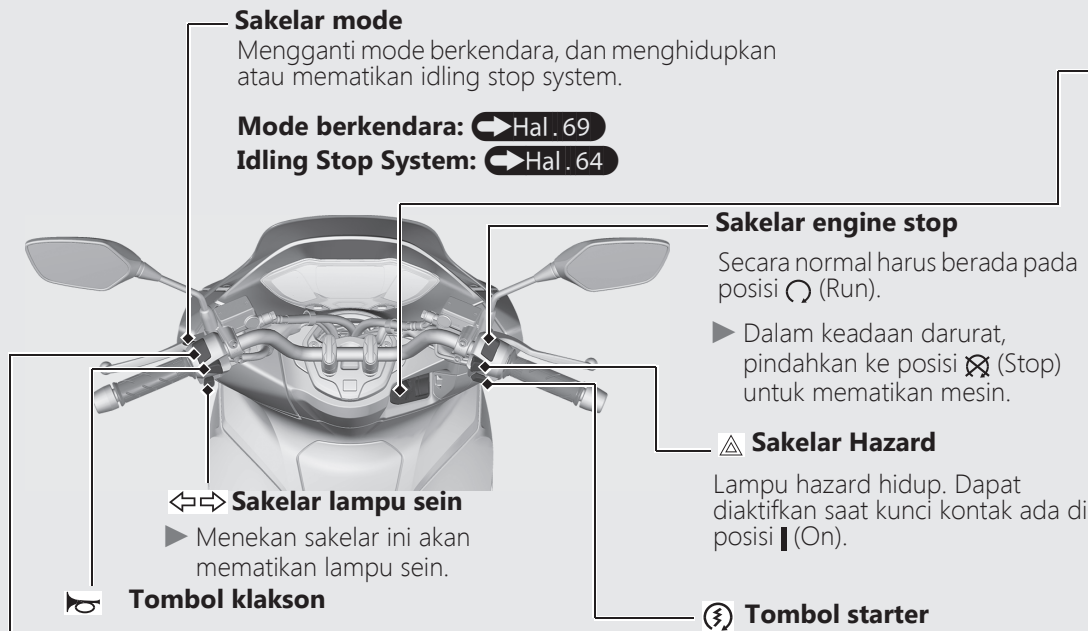 Sakelar mode
Mengganti mode berkendara, dan menghidupkan
atau mematikan idling stop system.
Mode berkendara: Hal. 69
Idling Stop System: Hal. 64
Sakelar engine stop
Secara normal harus berada pada
posisi (Run).
Dalam keadaan darurat,
pindahkan ke posisi (Stop)
untuk mematikan mesin.
Sakelar Hazard
Lampu hazard hidup. Dapat
diaktifkan saat kunci kontak ada di
posisi (On).
Sakelar lampu sein
Menekan sakelar ini akan
mematikan lampu sein.
Tombol klakson
Tombol starter